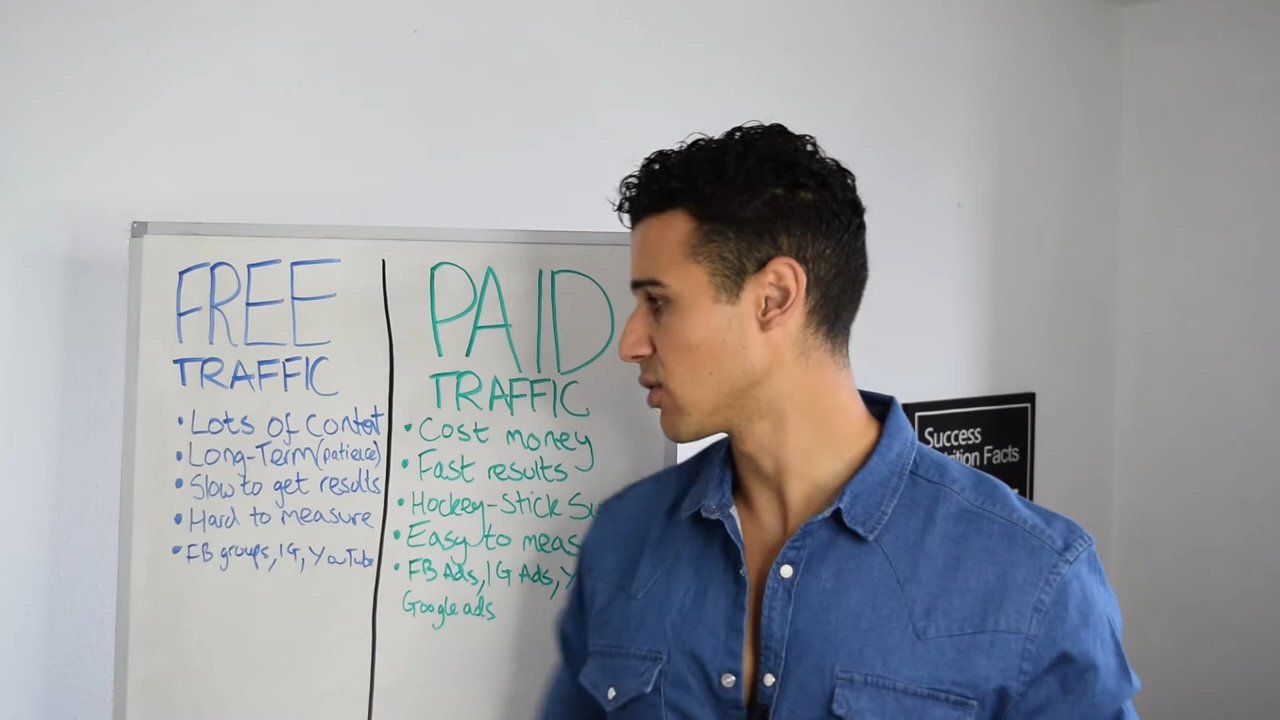 FREE
TRAFFIC
• Lots of Content
• Long-Term (patience)
• Slow to get results
• Hard to measure
• FB groups, IG, YouTube
PAID
TRAFFIC
• Cost money
• Fast results
• Hockey-Stick Su
• Easy to meas
• FB Ads, IG Ads, Y
Google ads
Success
rition Facts